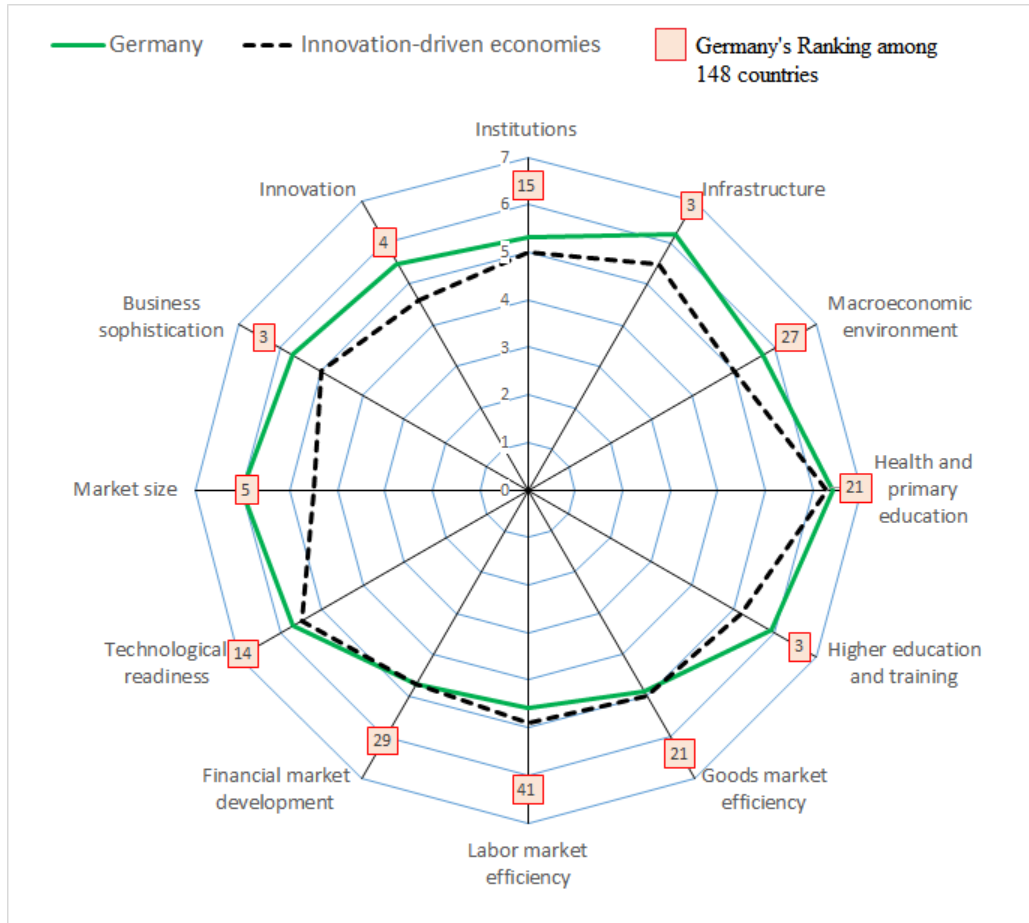 Germany
Innovation-driven economies
Germany's Ranking among
148 countries
Institutions
7
15
6
5
4
3
2
1
0
Infrastructure
3
Macroeconomic
environment
27
Health and
primary
education
21
Higher education
and training
3
Goods market
efficiency
21
Labor market
efficiency
41
Financial market
development
29
Technological
readiness
14
Market size
5
Business
sophistication
3
Innovation
4